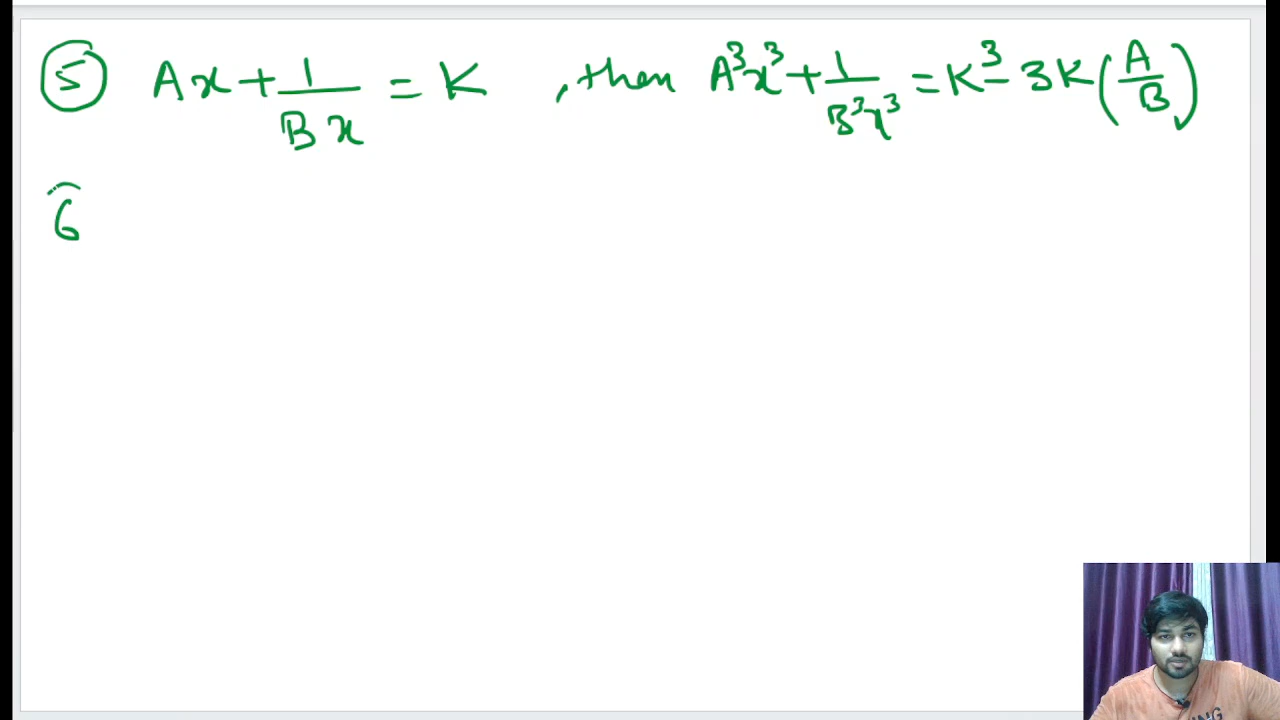 5 Ax + 1/Bx = K , then A³x³ + 1/B³x³ = K³ - 3K(A/B)
6